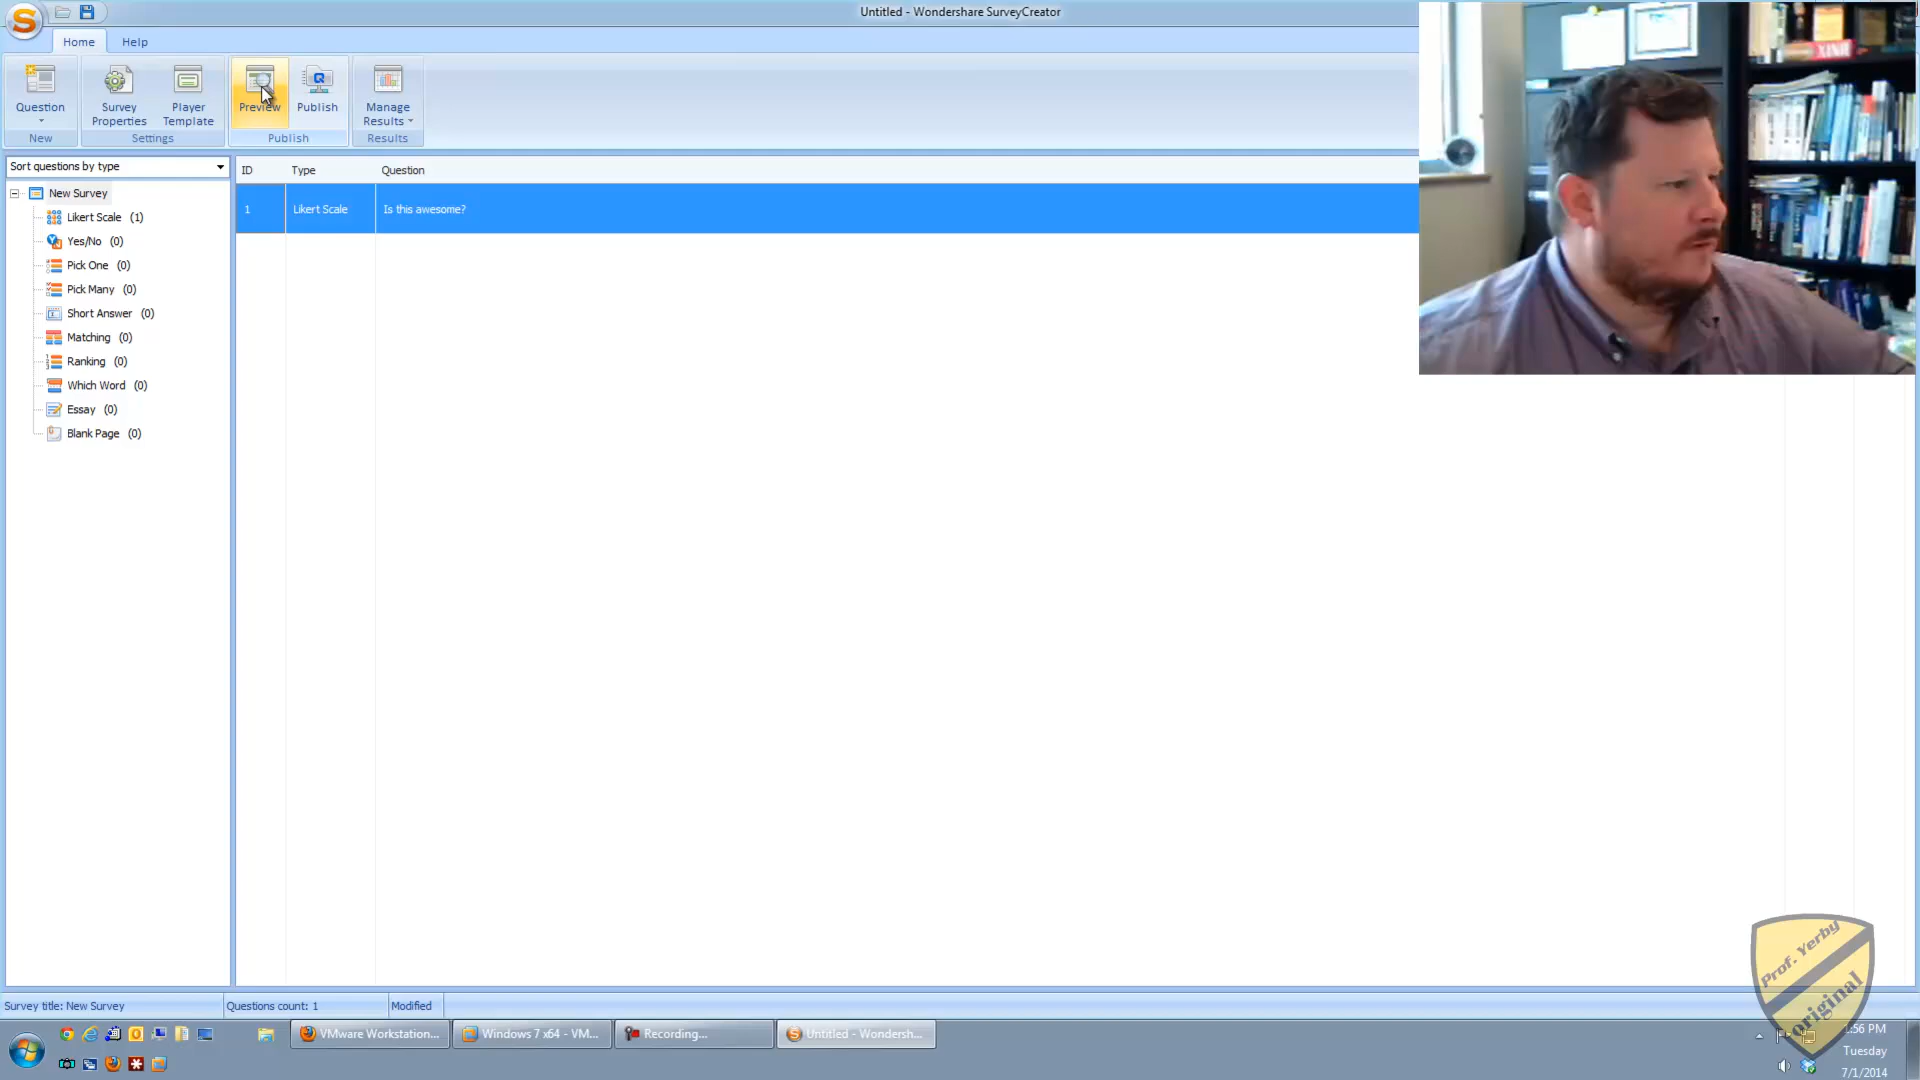 Untitled - Wondershare SurveyCreator
Home Help
Question
New
Survey Properties
Player Template
Settings
Preview
Publish
Publish
Manage Results
Results
Sort questions by type
New Survey
Likert Scale (1)
Yes/No (0)
Pick One (0)
Pick Many (0)
Short Answer (0)
Matching (0)
Ranking (0)
Which Word (0)
Essay (0)
Blank Page (0)
ID Type Question
1 Likert Scale Is this awesome?
Prof. Yerby
original
Survey title: New Survey Questions count: 1 Modified
VMware Workstation... Windows 7 x64 - VM... Recording... Untitled - Wondersh...
:56 PM
Tuesday
7/1/2014